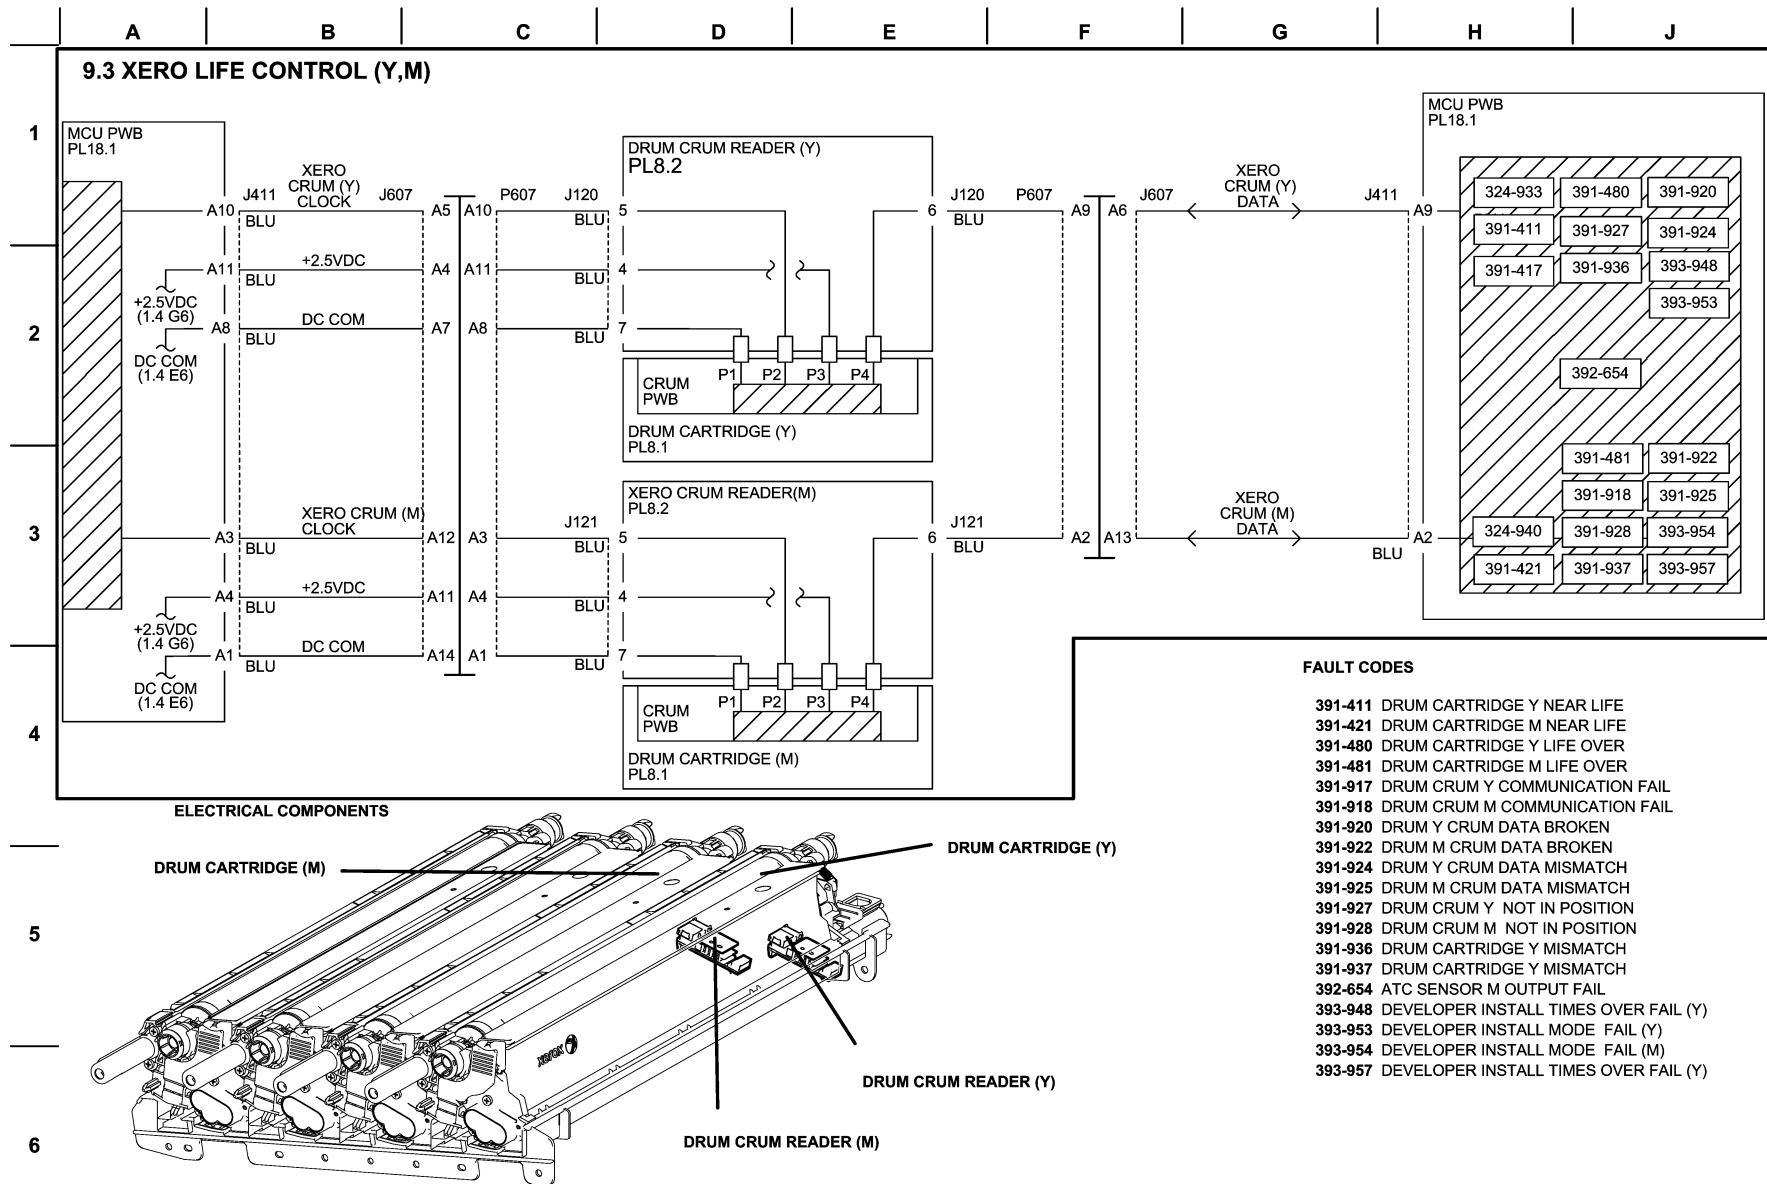 A B C D E F G H J
9.3 XERO LIFE CONTROL (Y,M)
1
2
3
4
5
6
MCU PWB
PL18.1
A10
J411
BLU
XERO
CRUM (Y)
CLOCK
J607
A5
A10
P607
J120
BLU
A11
BLU
+2.5VDC
A4
A11
BLU
+2.5VDC
(1.4 G6)
A8
BLU
DC COM
A7
A8
BLU
DC COM
(1.4 E6)
DRUM CRUM READER (Y)
PL8.2
5
4
7
6
P1 P2 P3 P4
CRUM
PWB
DRUM CARTRIDGE (Y)
PL8.1
J120
BLU
P607
A9
A6
J607
XERO
CRUM (Y)
DATA
J411
A9
A3
BLU
XERO CRUM (M)
CLOCK
A12
A3
J121
BLU
A4
BLU
+2.5VDC
A11
A4
BLU
+2.5VDC
(1.4 G6)
A1
BLU
DC COM
A14
A1
BLU
DC COM
(1.4 E6)
XERO CRUM READER(M)
PL8.2
5
4
7
6
P1 P2 P3 P4
CRUM
PWB
DRUM CARTRIDGE (M)
PL8.1
J121
BLU
A2
A13
XERO
CRUM (M)
DATA
BLU
A2
MCU PWB
PL18.1
324-933 391-480 391-920
391-411 391-927 391-924
391-417 391-936 393-948
393-953
392-654
391-481 391-922
391-918 391-925
324-940 391-928 393-954
391-421 391-937 393-957
FAULT CODES
391-411 DRUM CARTRIDGE Y NEAR LIFE
391-421 DRUM CARTRIDGE M NEAR LIFE
391-480 DRUM CARTRIDGE Y LIFE OVER
391-481 DRUM CARTRIDGE M LIFE OVER
391-917 DRUM CRUM Y COMMUNICATION FAIL
391-918 DRUM CRUM M COMMUNICATION FAIL
391-920 DRUM Y CRUM DATA BROKEN
391-922 DRUM M CRUM DATA BROKEN
391-924 DRUM Y CRUM DATA MISMATCH
391-925 DRUM M CRUM DATA MISMATCH
391-927 DRUM CRUM Y NOT IN POSITION
391-928 DRUM CRUM M NOT IN POSITION
391-936 DRUM CARTRIDGE Y MISMATCH
391-937 DRUM CARTRIDGE Y MISMATCH
392-654 ATC SENSOR M OUTPUT FAIL
393-948 DEVELOPER INSTALL TIMES OVER FAIL (Y)
393-953 DEVELOPER INSTALL MODE FAIL (Y)
393-954 DEVELOPER INSTALL MODE FAIL (M)
393-957 DEVELOPER INSTALL TIMES OVER FAIL (Y)
ELECTRICAL COMPONENTS
DRUM CARTRIDGE (M)
DRUM CARTRIDGE (Y)
xerox
DRUM CRUM READER (Y)
DRUM CRUM READER (M)